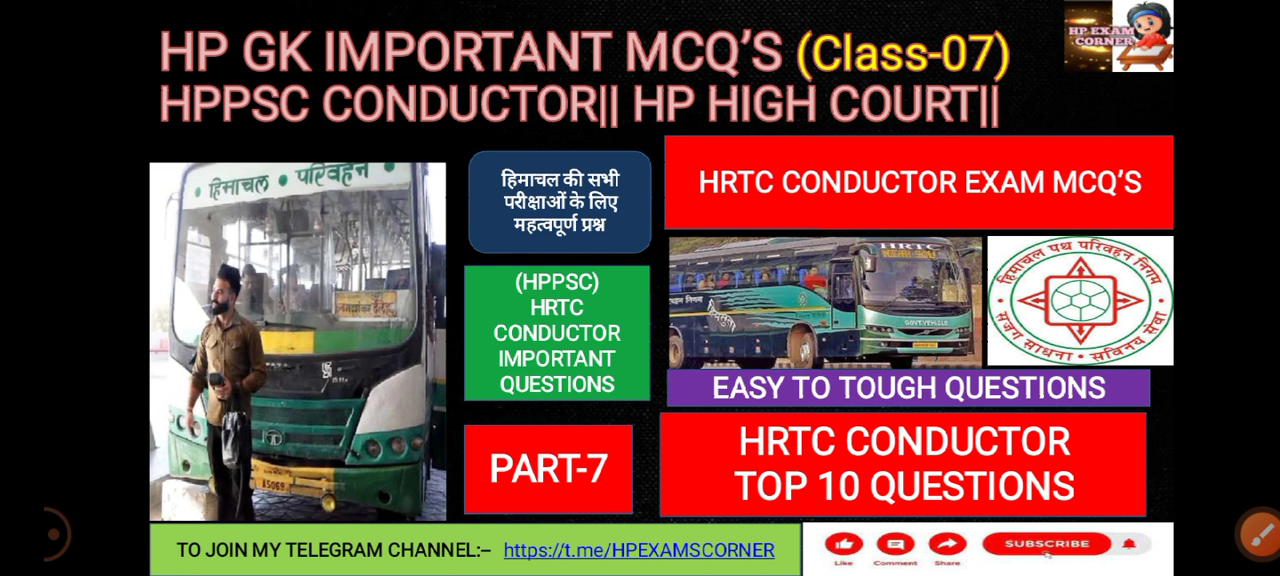 HP GK IMPORTANT MCQ'S (Class-07)
HPPSC CONDUCTOR|| HP HIGH COURT||
HP EXAM
CORNER
• हिमाचल • परिवहन •
हिमाचल की सभी
परीक्षाओं के लिए
महत्वपूर्ण प्रश्न
(HPPSC)
HRTC
CONDUCTOR
IMPORTANT
QUESTIONS
PART-7
HRTC CONDUCTOR EXAM MCQ'S
HRTC
GOVT.VEHICLE
हिमाचल पथ परिवहन निगम
• सजग साधना • सविनय सेवा •
EASY TO TOUGH QUESTIONS
HRTC CONDUCTOR
TOP 10 QUESTIONS
TO JOIN MY TELEGRAM CHANNEL:– https://t.me/HPEXAMSCORNER
Like
Comment
Share
SUBSCRIBE